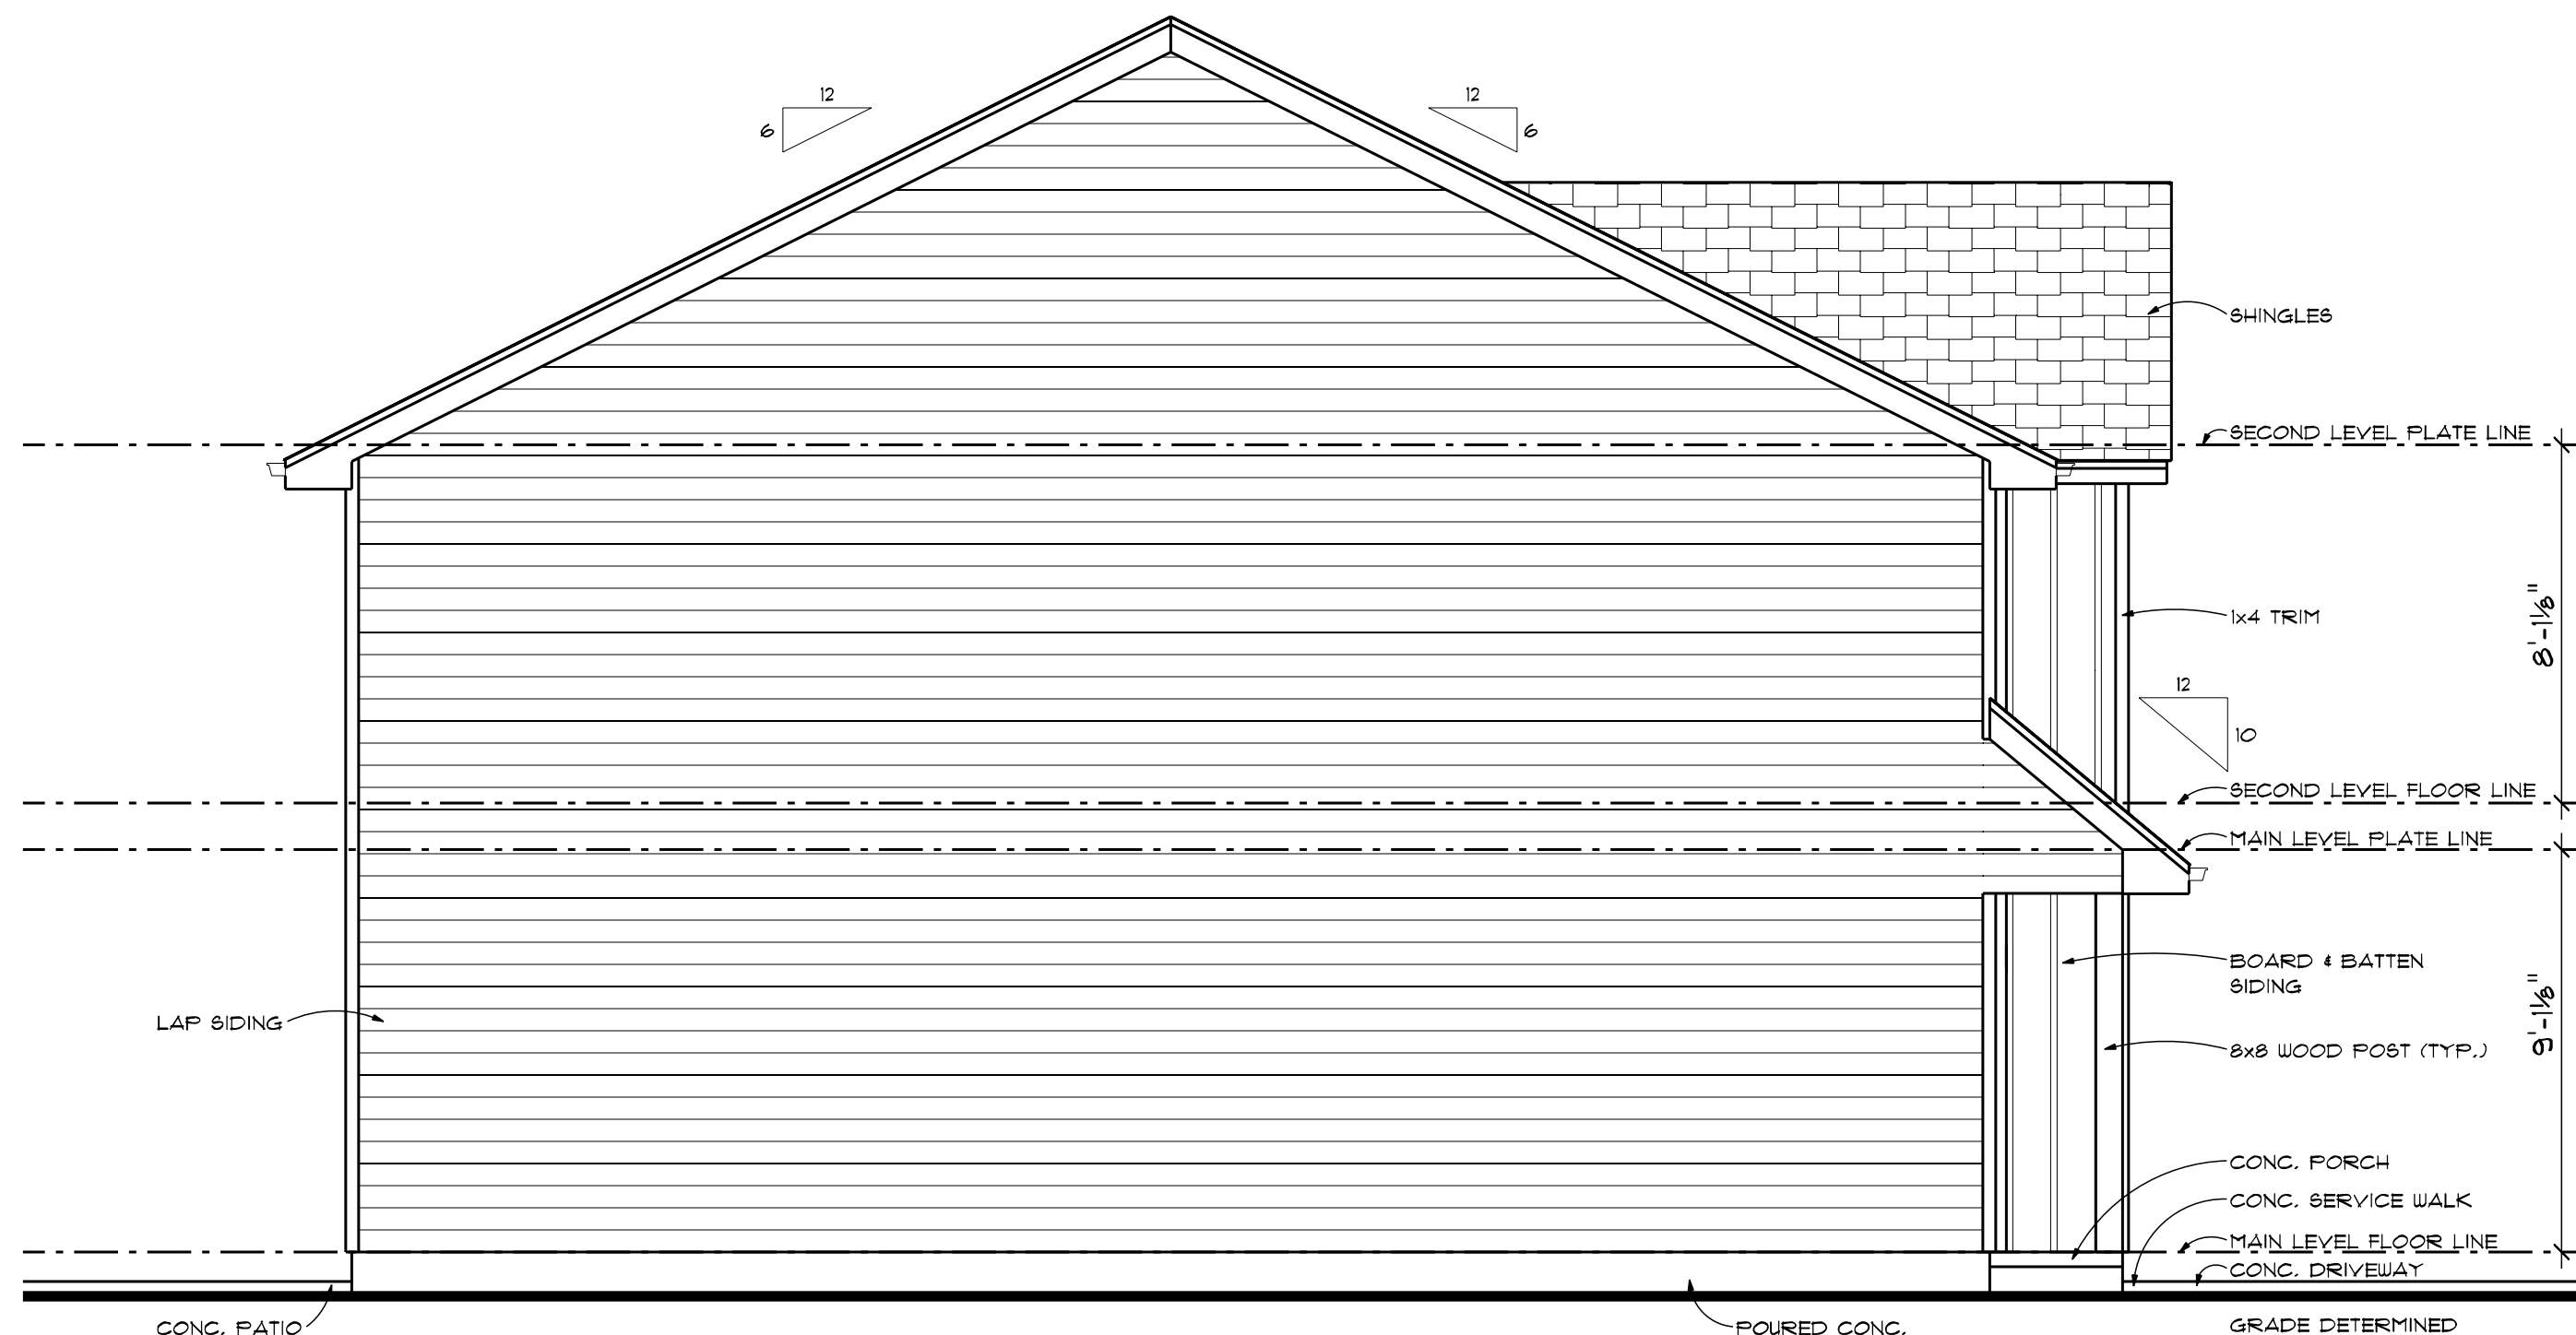 12
6
12
6
SHINGLES
SECOND LEVEL PLATE LINE
8'-1⅛"
1x4 TRIM
12
10
SECOND LEVEL FLOOR LINE
MAIN LEVEL PLATE LINE
BOARD & BATTEN
SIDING
9'-1⅛"
LAP SIDING
8x8 WOOD POST (TYP.)
CONC. PORCH
CONC. SERVICE WALK
MAIN LEVEL FLOOR LINE
CONC. DRIVEWAY
CONC. PATIO
POURED CONC.
GRADE DETERMINED